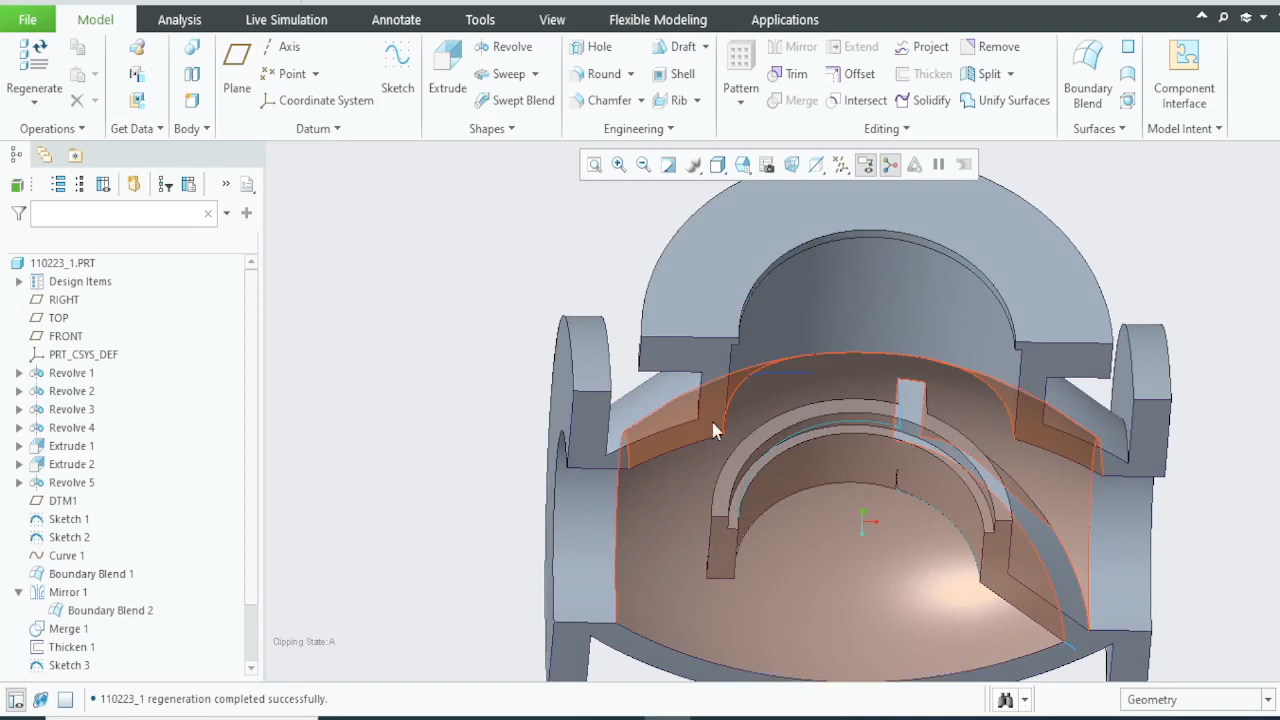 File Model Analysis Live Simulation Annotate Tools View Flexible Modeling Applications
Regenerate
Operations
Get Data
Body
Plane
Axis
Point
Coordinate System
Sketch
Datum
Extrude
Revolve
Sweep
Swept Blend
Shapes
Hole
Round
Chamfer
Draft
Shell
Rib
Engineering
Pattern
Mirror
Trim
Merge
Extend
Offset
Intersect
Project
Thicken
Solidify
Remove
Split
Unify Surfaces
Editing
Boundary
Blend
Surfaces
Component
Interface
Model Intent
110223_1.PRT
Design Items
RIGHT
TOP
FRONT
PRT_CSYS_DEF
Revolve 1
Revolve 2
Revolve 3
Revolve 4
Extrude 1
Extrude 2
Revolve 5
DTM1
Sketch 1
Sketch 2
Curve 1
Boundary Blend 1
Mirror 1
Boundary Blend 2
Merge 1
Thicken 1
Sketch 3
Clipping State:A
• 110223_1 regeneration completed successfully.
Geometry